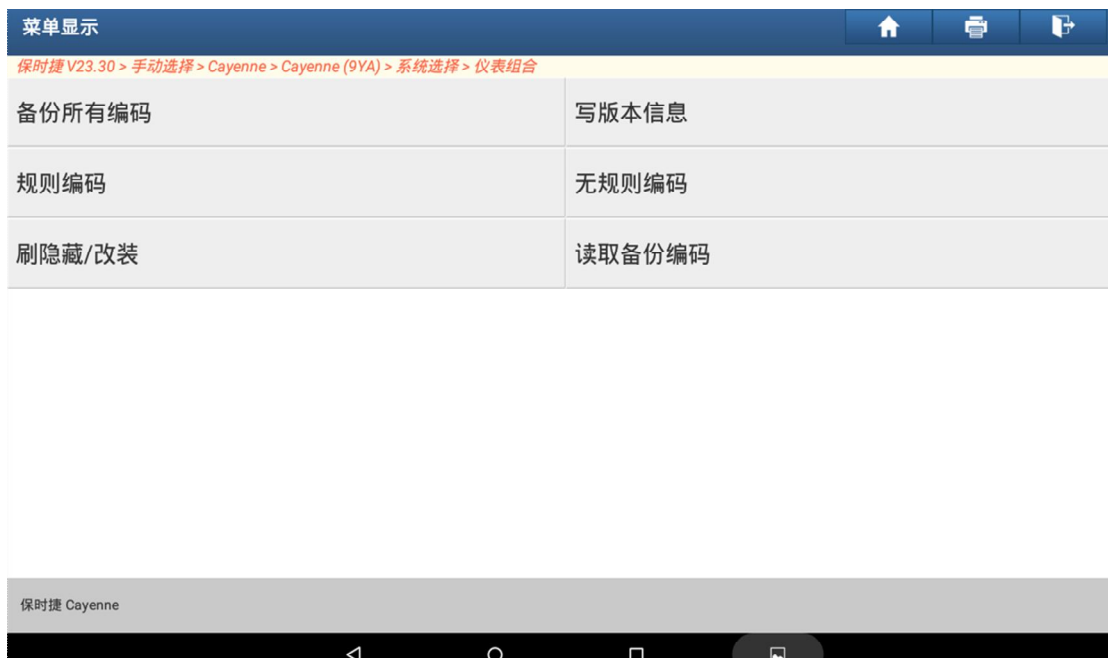 菜单显示
保时捷 V23.30 > 手动选择 > Cayenne > Cayenne (9YA) > 系统选择 > 仪表组合
备份所有编码
写版本信息
规则编码
无规则编码
刷隐藏/改装
读取备份编码
保时捷 Cayenne